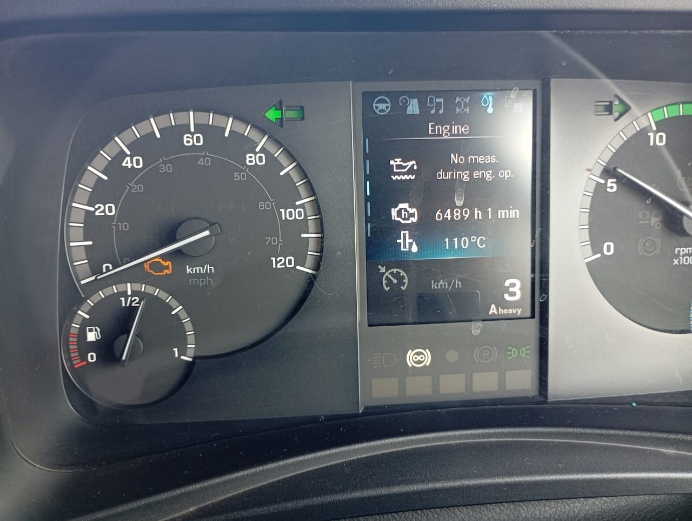 Engine
No meas.
during eng. op.
h
6489 h 1 min
110°C
km/h
3
A heavy
0
20
40
60
80
100
120
20
30
40
50
60
70
km/h
mph
0
1/2
1
0
5
10
rpm
x100
P